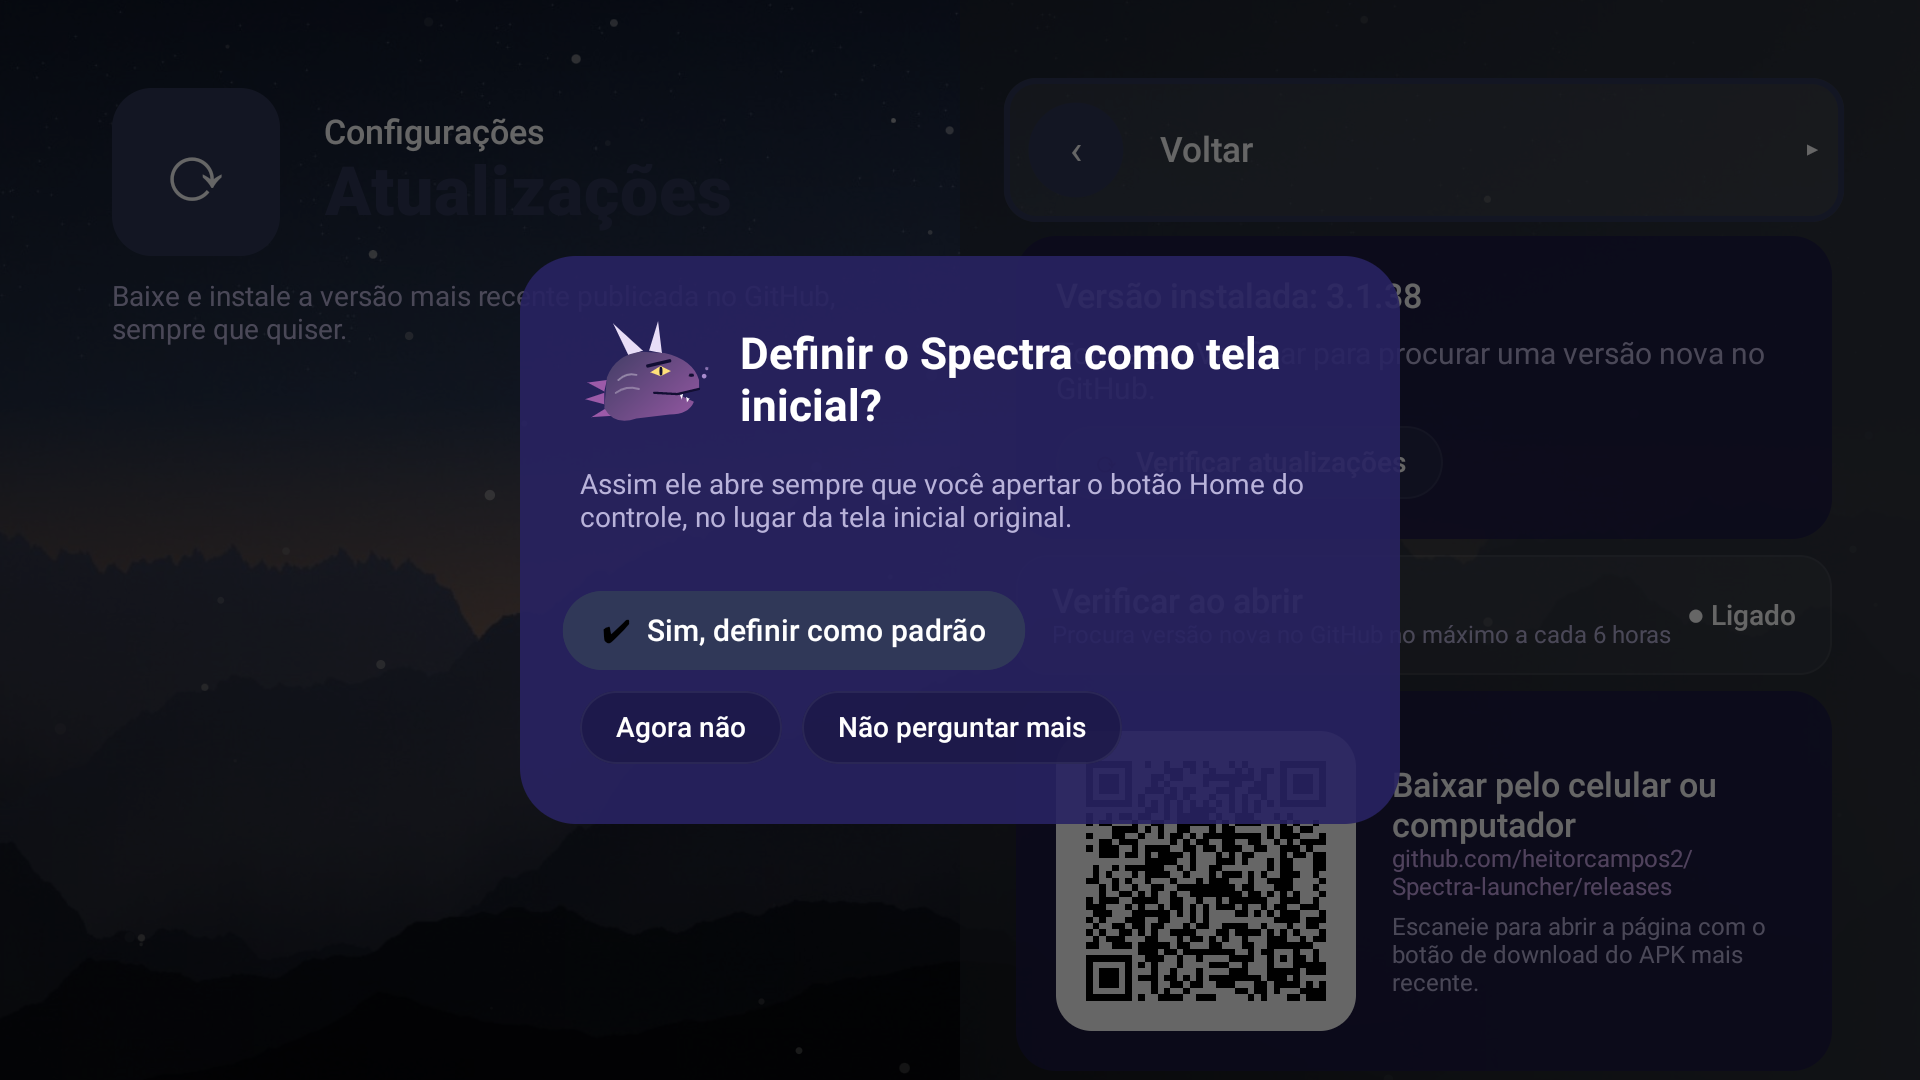 Configurações
Atualizações
Baixe e instale a versão mais recente publicada no GitHub,
sempre que quiser.
Voltar
Versão instalada: 3.1.38
para procurar uma versão nova no
GitHub.
Verificar atualizações
Definir o Spectra como tela
inicial?
Assim ele abre sempre que você apertar o botão Home do
controle, no lugar da tela inicial original.
✔ Sim, definir como padrão
Agora não
Não perguntar mais
Verificar ao abrir
Procura versão nova no GitHub no máximo a cada 6 horas
Ligado
Baixar pelo celular ou
computador
github.com/heitorcampos2/
Spectra-launcher/releases
Escaneie para abrir a página com o
botão de download do APK mais
recente.